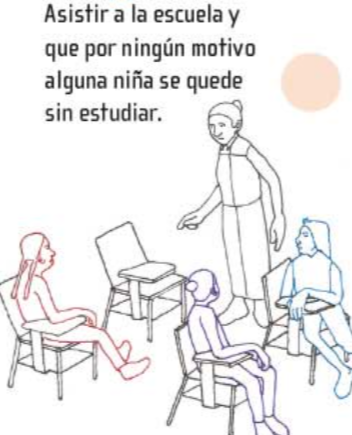 Asistir a la escuela y
que por ningún motivo
alguna niña se quede
sin estudiar.